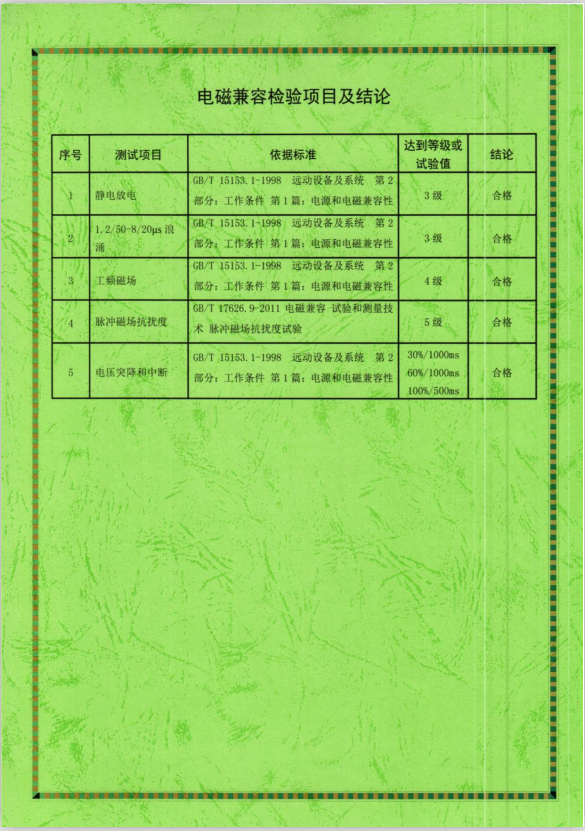 电磁兼容检验项目及结论
序号 测试项目 依据标准 达到等级或 结论
试验值
1 静电放电 GB/T 15153.1-1998 远动设备及系统 第2 3级 合格
部分：工作条件 第1篇：电源和电磁兼容性
2 1.2/50-8/20μs浪 GB/T 15153.1-1998 远动设备及系统 第2 3级 合格
涌 部分：工作条件 第1篇：电源和电磁兼容性
3 工频磁场 GB/T 15153.1-1998 远动设备及系统 第2 4级 合格
部分：工作条件 第1篇：电源和电磁兼容性
4 脉冲磁场抗扰度 GB/T 17626.9-2011 电磁兼容 试验和测量技 5级 合格
术 脉冲磁场抗扰度试验
5 电压突降和中断 GB/T 15153.1-1998 远动设备及系统 第2 30%/1000ms 合格
部分：工作条件 第1篇：电源和电磁兼容性 60%/1000ms
100%/500ms